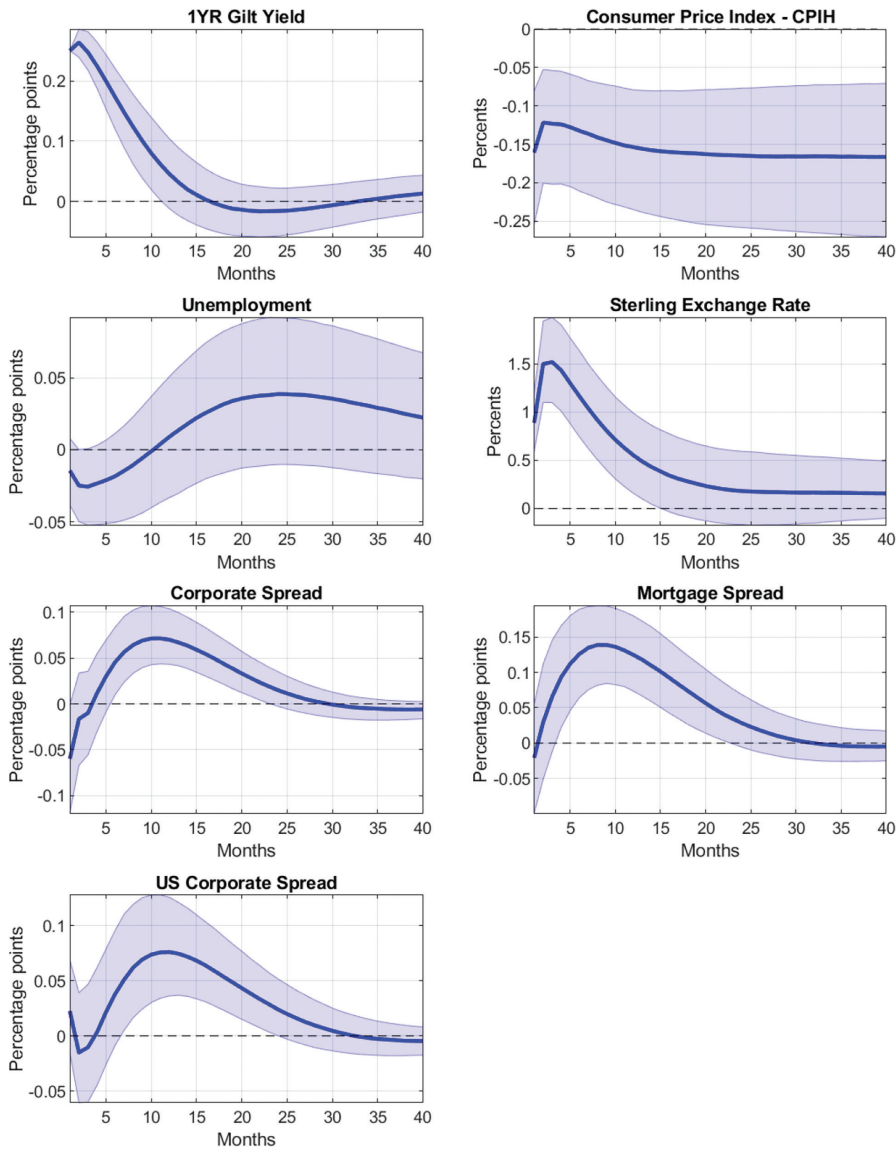 1YR Gilt Yield
Percentage points
0.2
0.1
0
5 10 15 20 25 30 35 40
Months
Consumer Price Index - CPIH
Percents
0
-0.05
-0.1
-0.15
-0.2
-0.25
5 10 15 20 25 30 35 40
Months
Unemployment
Percentage points
0.05
0
-0.05
5 10 15 20 25 30 35 40
Months
Sterling Exchange Rate
Percents
1.5
1
0.5
0
5 10 15 20 25 30 35 40
Months
Corporate Spread
Percentage points
0.1
0.05
0
-0.05
-0.1
5 10 15 20 25 30 35 40
Months
Mortgage Spread
Percentage points
0.15
0.1
0.05
0
-0.05
5 10 15 20 25 30 35 40
Months
US Corporate Spread
Percentage points
0.1
0.05
0
-0.05
5 10 15 20 25 30 35 40
Months